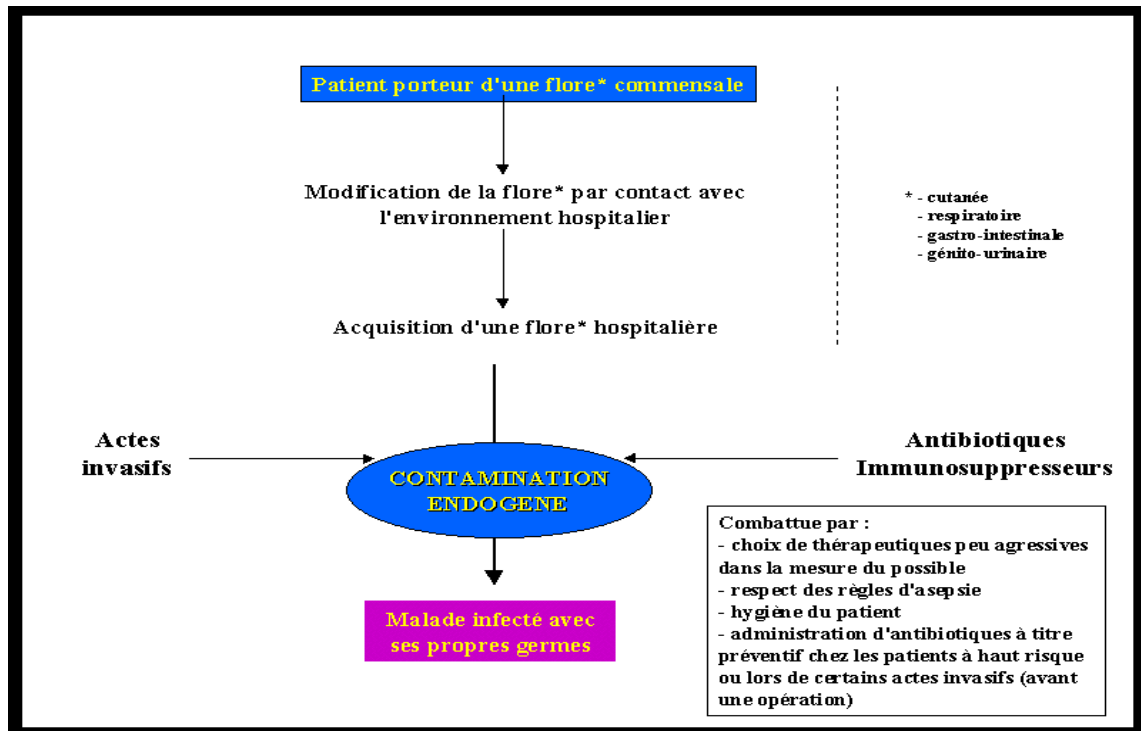 Patient porteur d'une flore* commensale
Modification de la flore* par contact avec
l'environnement hospitalier
* - cutanée
- respiratoire
- gastro-intestinale
- génito-urinaire
Acquisition d'une flore* hospitalière
Actes
invasifs
CONTAMINATION
ENDOGENE
Antibiotiques
Immunosuppresseurs
Malade infecté avec
ses propres germes
Combattue par :
- choix de thérapeutiques peu agressives
dans la mesure du possible
- respect des règles d'asepsie
- hygiène du patient
- administration d'antibiotiques à titre
préventif chez les patients à haut risque
ou lors de certains actes invasifs (avant
une opération)